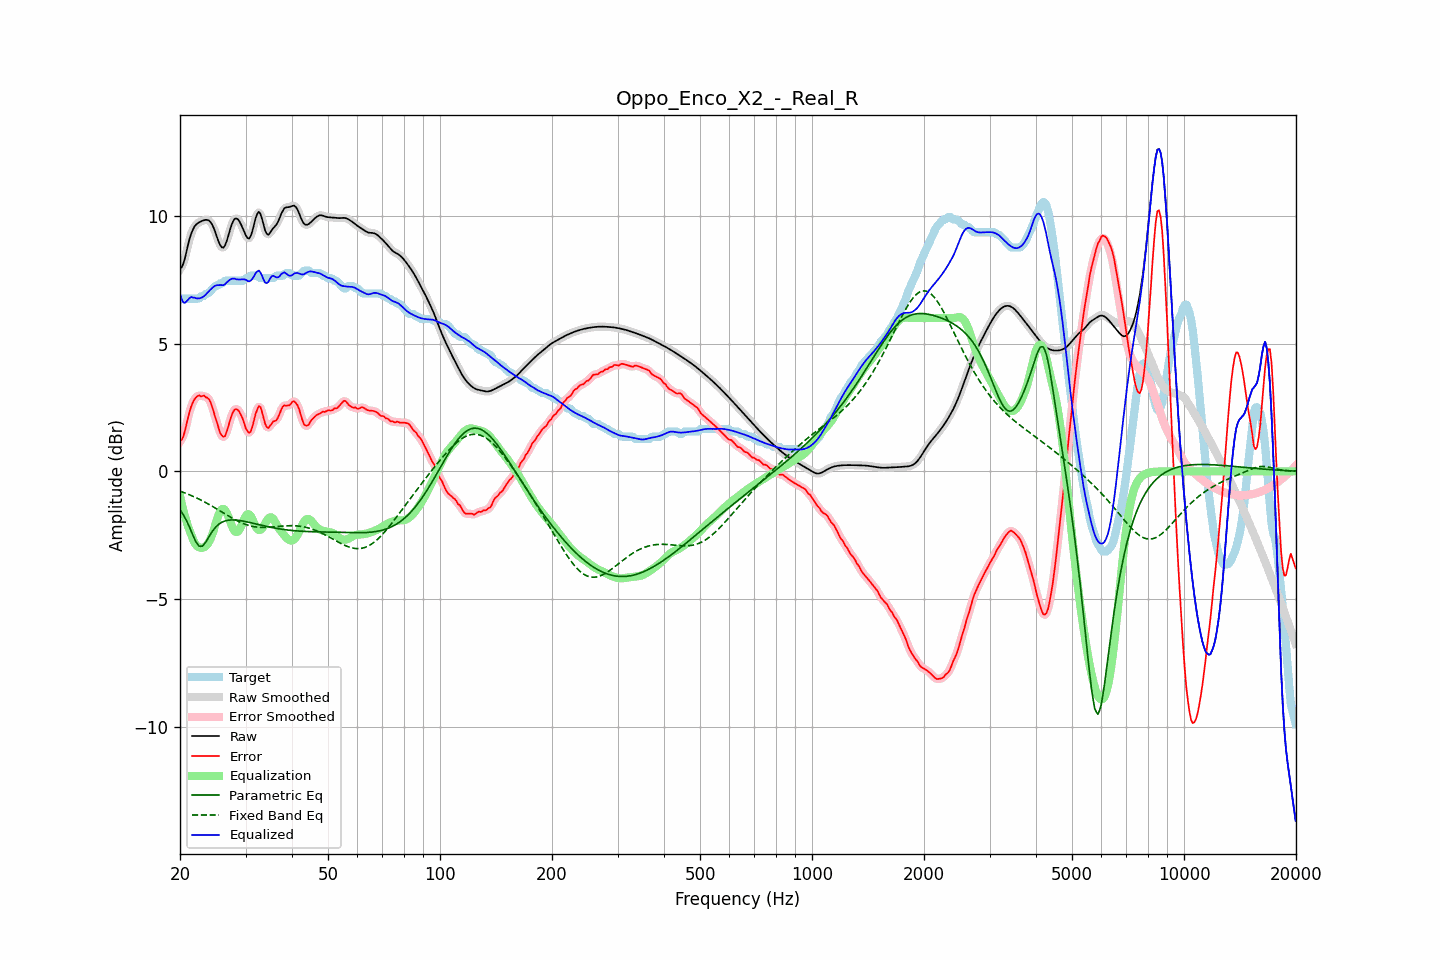 Oppo_Enco_X2_-_Real_R
Amplitude (dBr)
10
5
0
−5
−10
Target
Raw Smoothed
Error Smoothed
Raw
Error
Equalization
Parametric Eq
Fixed Band Eq
Equalized
20 50 100 200 500 1000 2000 5000 10000 20000
Frequency (Hz)